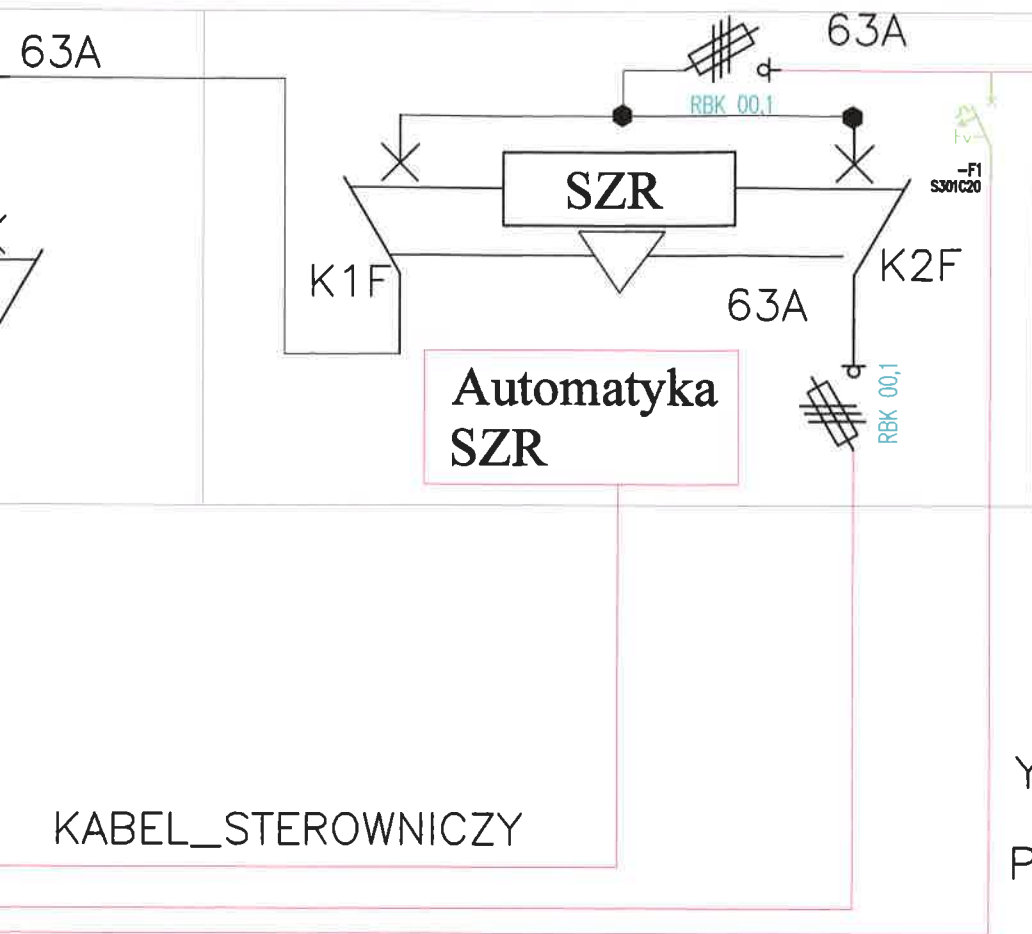 63A
63A
RBK 00,1
-F1
S301C20
SZR
K1F
K2F
63A
RBK 00,1
Automatyka
SZR
KABEL_STEROWNICZY
Y
P